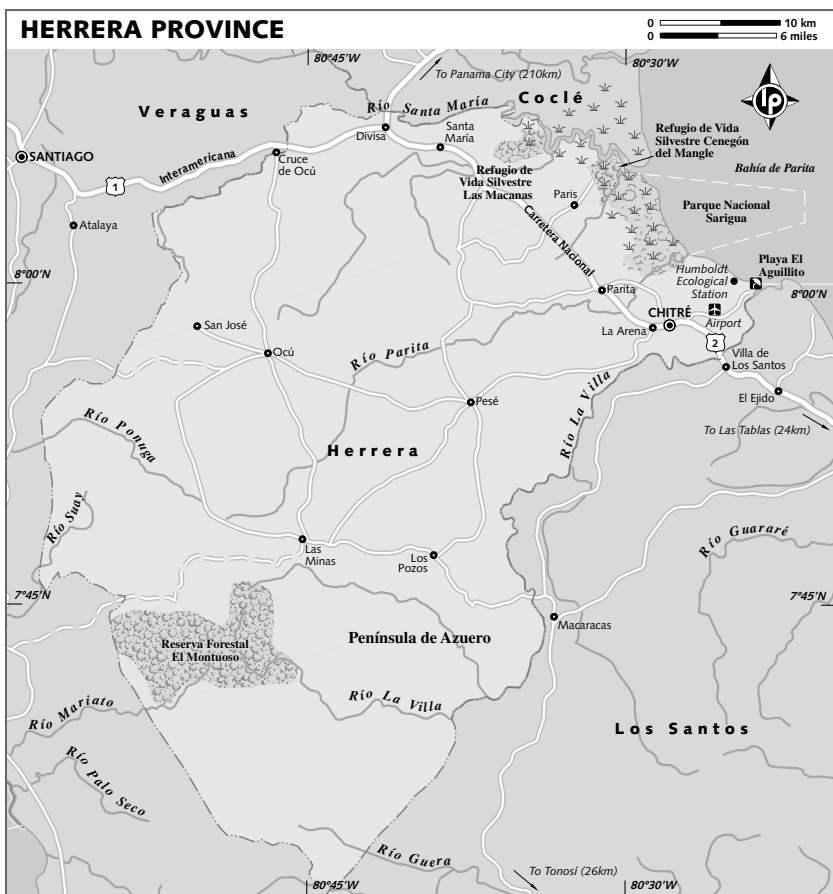 HERRERA PROVINCE
0 10 km
0 6 miles
80°45'W
80°30'W
To Panama City (210km)
Veraguas
Río Santa María
Coclé
lp
SANTIAGO
Interamericana
1
Cruce
de Ocú
Divisa
Santa
María
Refugio de
Vida Silvestre
Las Macanas
Refugio de Vida
Silvestre Cenegón
del Mangle
Bahía de Parita
Atalaya
Paris
Parque Nacional
Sarigua
Carretera Nacional
8°00'N
Humboldt
Ecological
Station
Playa El
Aguillito
8°00'N
Parita
San José
CHITRÉ
Airport
La Arena
2
Ocú
Río Parita
Villa de
Los Santos
Pesé
Río La Villa
El Ejido
To Las Tablas (24km)
Río Ponuga
Herrera
Río Suay
Las
Minas
Los
Pozos
Río Guararé
7°45'N
7°45'N
Macaracas
Reserva Forestal
El Montuoso
Península de Azuero
Río La Villa
Río Mariato
Los Santos
Río Palo Seco
Río Guera
To Tonosí (26km)
80°45'W
80°30'W